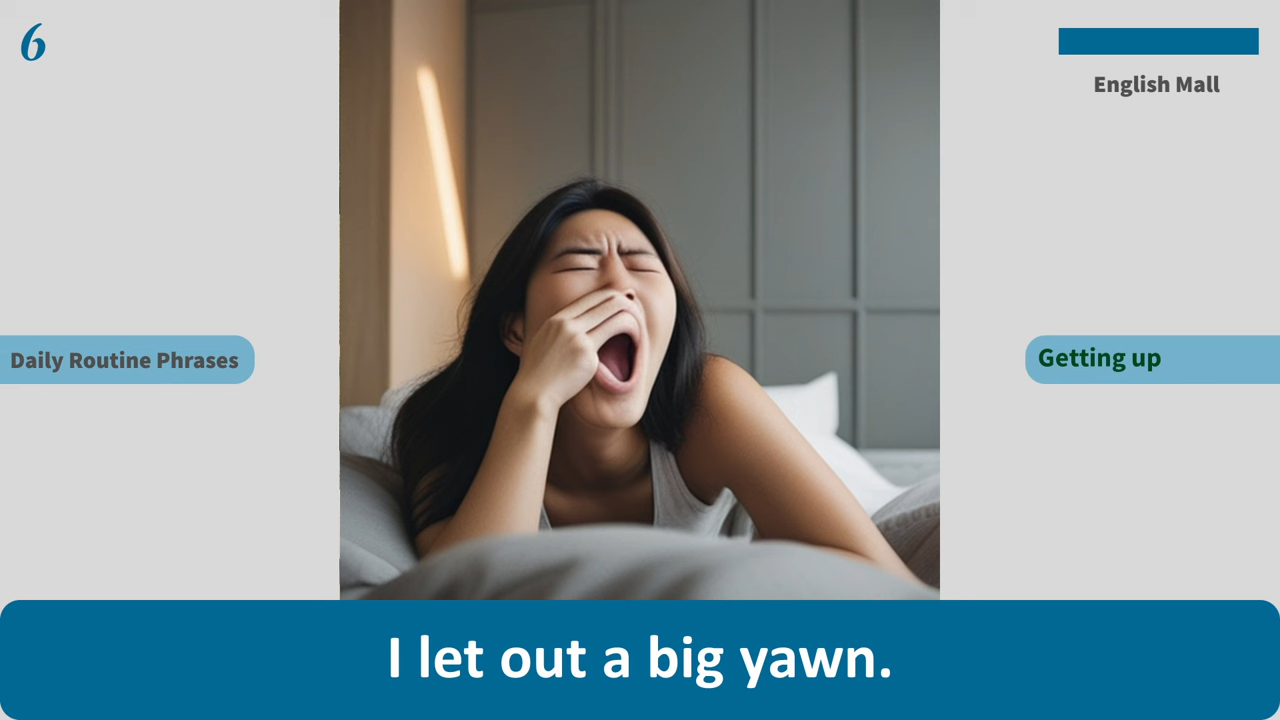 6
English Mall
Daily Routine Phrases
Getting up
I let out a big yawn.